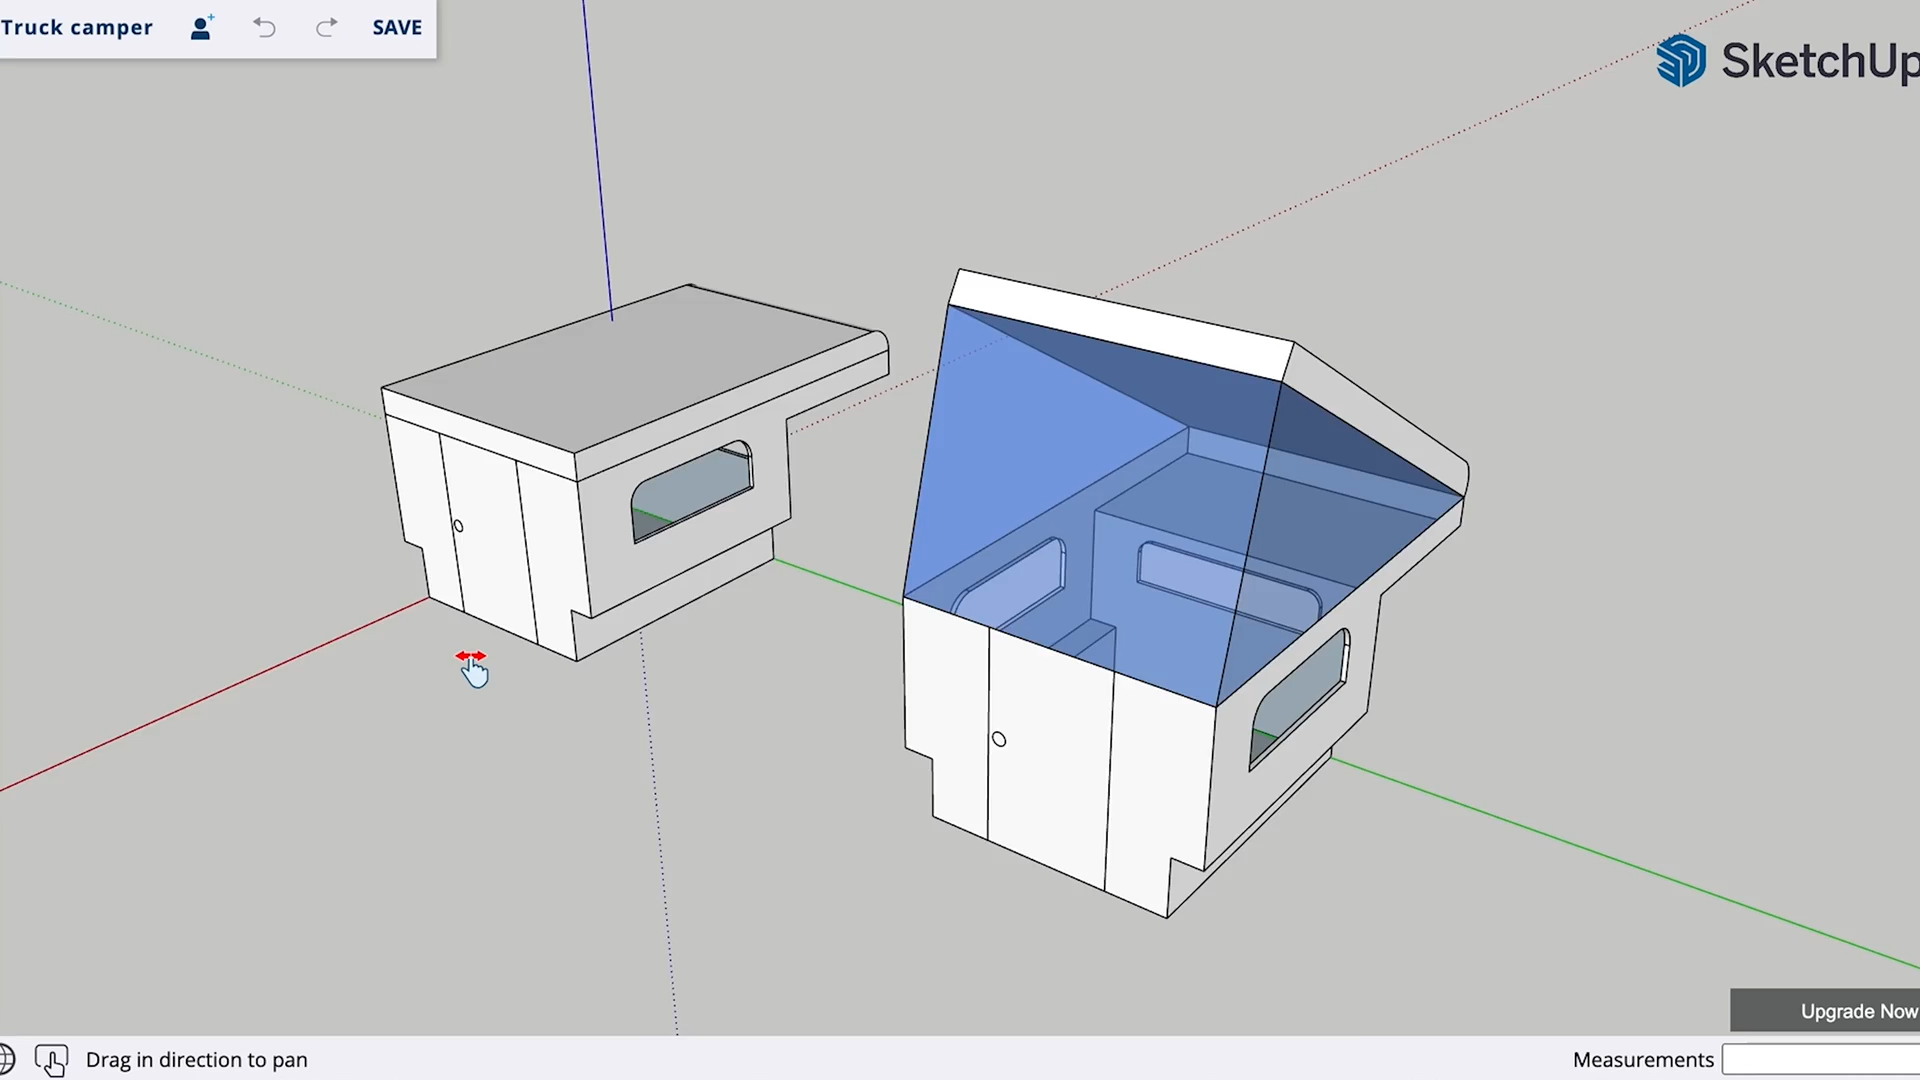 Truck camper SAVE
SketchUp
Upgrade Now
Drag in direction to pan
Measurements